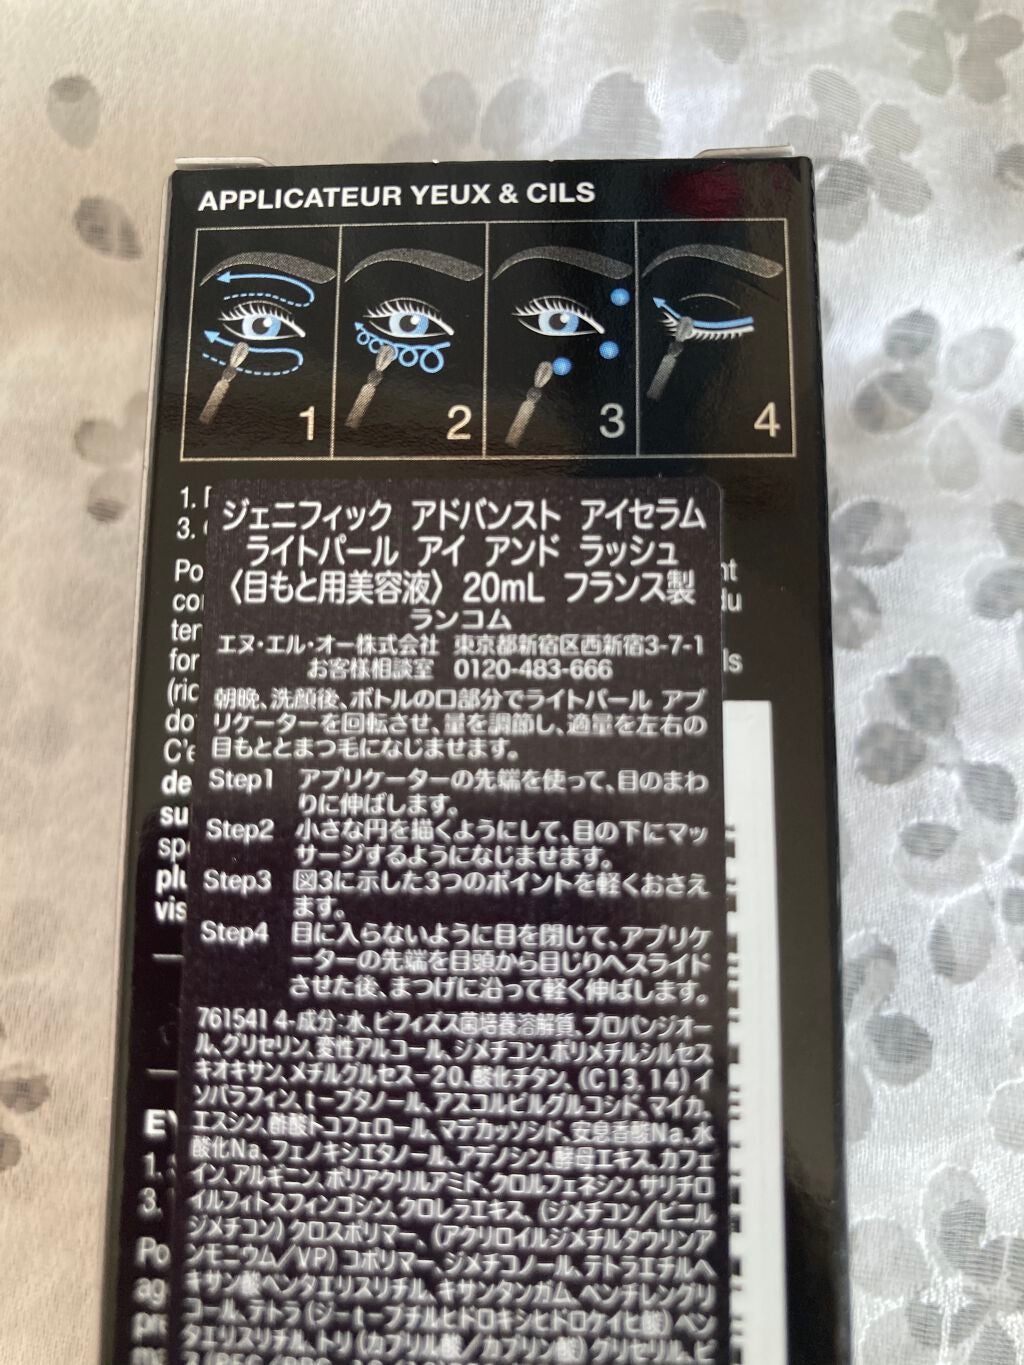 APPLICATEUR YEUX & CILS
1
2
3
4
1.
3.
ジェニフィック アドバンスト アイセラム
ライトパール アイ アンド ラッシュ
〈目もと用美容液〉 20mL フランス製
ランコム
エヌ・エル・オー株式会社 東京都新宿区西新宿3-7-1
お客様相談室 0120-483-666
朝晩、洗顔後、ボトルの口部分でライトパール アプ
リケーターを回転させ、量を調節し、適量を左右の
目もととまつ毛になじませます。
Step1 アプリケーターの先端を使って、目のまわ
りに伸ばします。
Step2 小さな円を描くようにして、目の下にマッ
サージするようになじませます。
Step3 図3に示した3つのポイントを軽くおさえ
ます。
Step4 目に入らないように目を閉じて、アプリケ
ーターの先端を目頭から目じりへスライド
させた後、まつげに沿って軽く伸ばします。
761541 4-成分:水、ビフィズス菌培養溶解質、プロパンジオー
ル、グリセリン、変性アルコール、ジメチコン、ポリメチルシルセス
キオキサン、メチルグルセス-20、酸化チタン、(C13,14)イ
ソパラフィン、t-ブタノール、アスコルビルグルコシド、マイカ、
エスシン、酢酸トコフェロール、マデカッソシド、安息香酸Na、水
酸化Na、フェノキシエタノール、アデノシン、酵母エキス、カフェ
イン、アルギニン、ポリアクリルアミド、クロルフェネシン、サリチロ
イルフィトスフィンゴシン、クロレラエキス、(ジメチコン/ビニル
ジメチコン)クロスポリマー、(アクリロイルジメチルタウリンア
ンモニウム/VP)コポリマー、ジメチコノール、テトラエチルヘ
キサン酸ペンタエリスリチル、キサンタンガム、ペンチレングリ
コール、テトラ(ジ-t-ブチルヒドロキシヒドロケイヒ酸)ペン
タエリスリチル、トリ(カプリル酸/カプリン酸)グリセリル、ビ